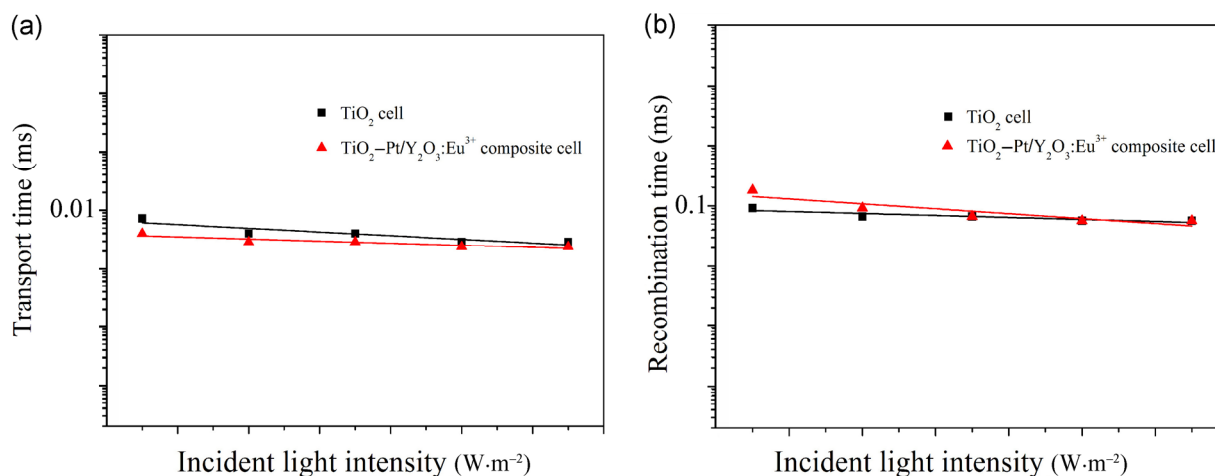 (a)
Transport time (ms)
0.01
TiO₂ cell
TiO₂–Pt/Y₂O₃:Eu³⁺ composite cell
Incident light intensity (W·m⁻²)
(b)
Recombination time (ms)
0.1
TiO₂ cell
TiO₂–Pt/Y₂O₃:Eu³⁺ composite cell
Incident light intensity (W·m⁻²)